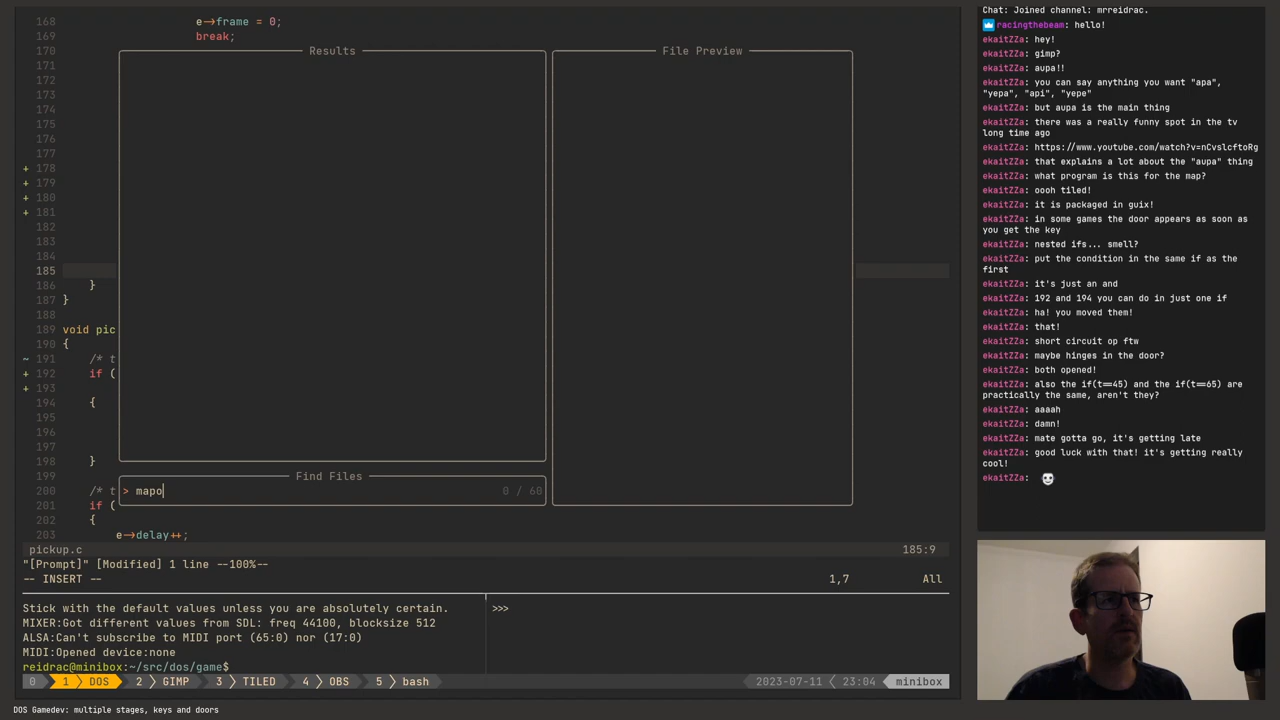 168 e->frame = 0;
169 break;
170
171
172
173
174
175
176
177
+ 178
+ 179
+ 180
+ 181
182
183
184
185
186 }
187 }
188
189 void pic
190 {
~ 191 /* t
+ 192 if (
+ 193
194 {
195
196
197
198 }
199
200 /* t
201 if (
202 {
203 e->delay++;
Results
File Preview
Find Files
> mapo 0 / 60
pickup.c 185:9
"[Prompt]" [Modified] 1 line --100%--
-- INSERT -- 1,7 All
Stick with the default values unless you are absolutely certain.
MIXER:Got different values from SDL: freq 44100, blocksize 512
ALSA:Can't subscribe to MIDI port (65:0) nor (17:0)
MIDI:Opened device:none
reidrac@minibox:~/src/dos/game$
>>>
0 1 DOS 2 GIMP 3 TILED 4 OBS 5 bash 2023-07-11 23:04 minibox
DOS Gamedev: multiple stages, keys and doors
Chat: Joined channel: mrreidrac.
racingthebeam: hello!
ekaitZZa: hey!
ekaitZZa: gimp?
ekaitZZa: aupa!!
ekaitZZa: you can say anything you want "apa",
"yepa", "api", "yepe"
ekaitZZa: but aupa is the main thing
ekaitZZa: there was a really funny spot in the tv
long time ago
ekaitZZa: https://www.youtube.com/watch?v=nCvslcftoRg
ekaitZZa: that explains a lot about the "aupa" thing
ekaitZZa: what program is this for the map?
ekaitZZa: oooh tiled!
ekaitZZa: it is packaged in guix!
ekaitZZa: in some games the door appears as soon as
you get the key
ekaitZZa: nested ifs... smell?
ekaitZZa: put the condition in the same if as the
first
ekaitZZa: it's just an and
ekaitZZa: 192 and 194 you can do in just one if
ekaitZZa: ha! you moved them!
ekaitZZa: that!
ekaitZZa: short circuit op ftw
ekaitZZa: maybe hinges in the door?
ekaitZZa: both opened!
ekaitZZa: also the if(t==45) and the if(t==65) are
practically the same, aren't they?
ekaitZZa: aaaah
ekaitZZa: damn!
ekaitZZa: mate gotta go, it's getting late
ekaitZZa: good luck with that! it's getting really
cool!
ekaitZZa: